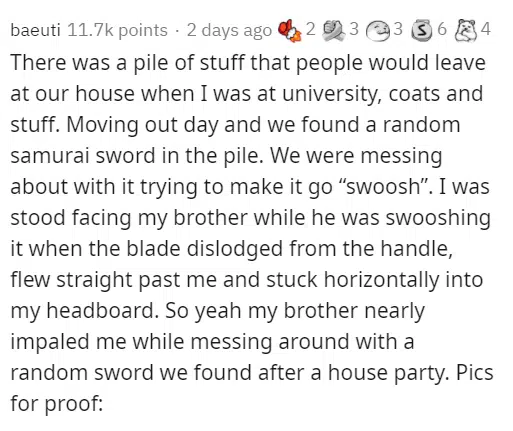 baeuti 11.7k points · 2 days ago 2 3 3 S 6 4
There was a pile of stuff that people would leave
at our house when I was at university, coats and
stuff. Moving out day and we found a random
samurai sword in the pile. We were messing
about with it trying to make it go “swoosh”. I was
stood facing my brother while he was swooshing
it when the blade dislodged from the handle,
flew straight past me and stuck horizontally into
my headboard. So yeah my brother nearly
impaled me while messing around with a
random sword we found after a house party. Pics
for proof: